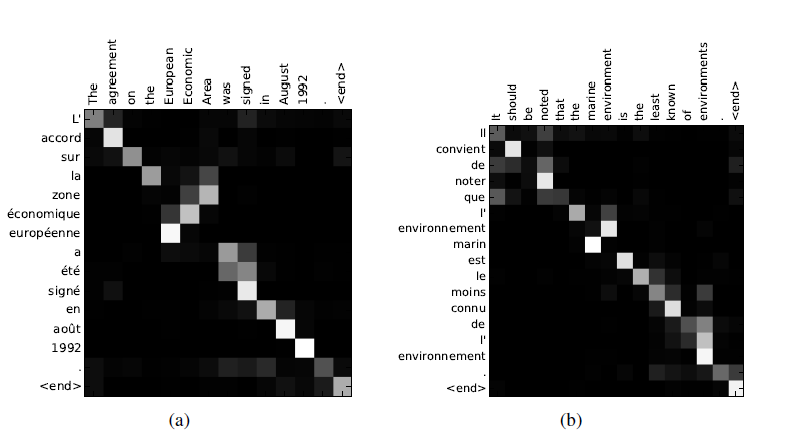 The agreement on the European Economic Area was signed in August 1992 . <end>
L'
accord
sur
la
zone
économique
européenne
a
été
signé
en
août
1992
.
<end>
(a)
It should be noted that the marine environment is the least known of environments . <end>
Il
convient
de
noter
que
l'
environnement
marin
est
le
moins
connu
de
l'
environnement
.
<end>
(b)